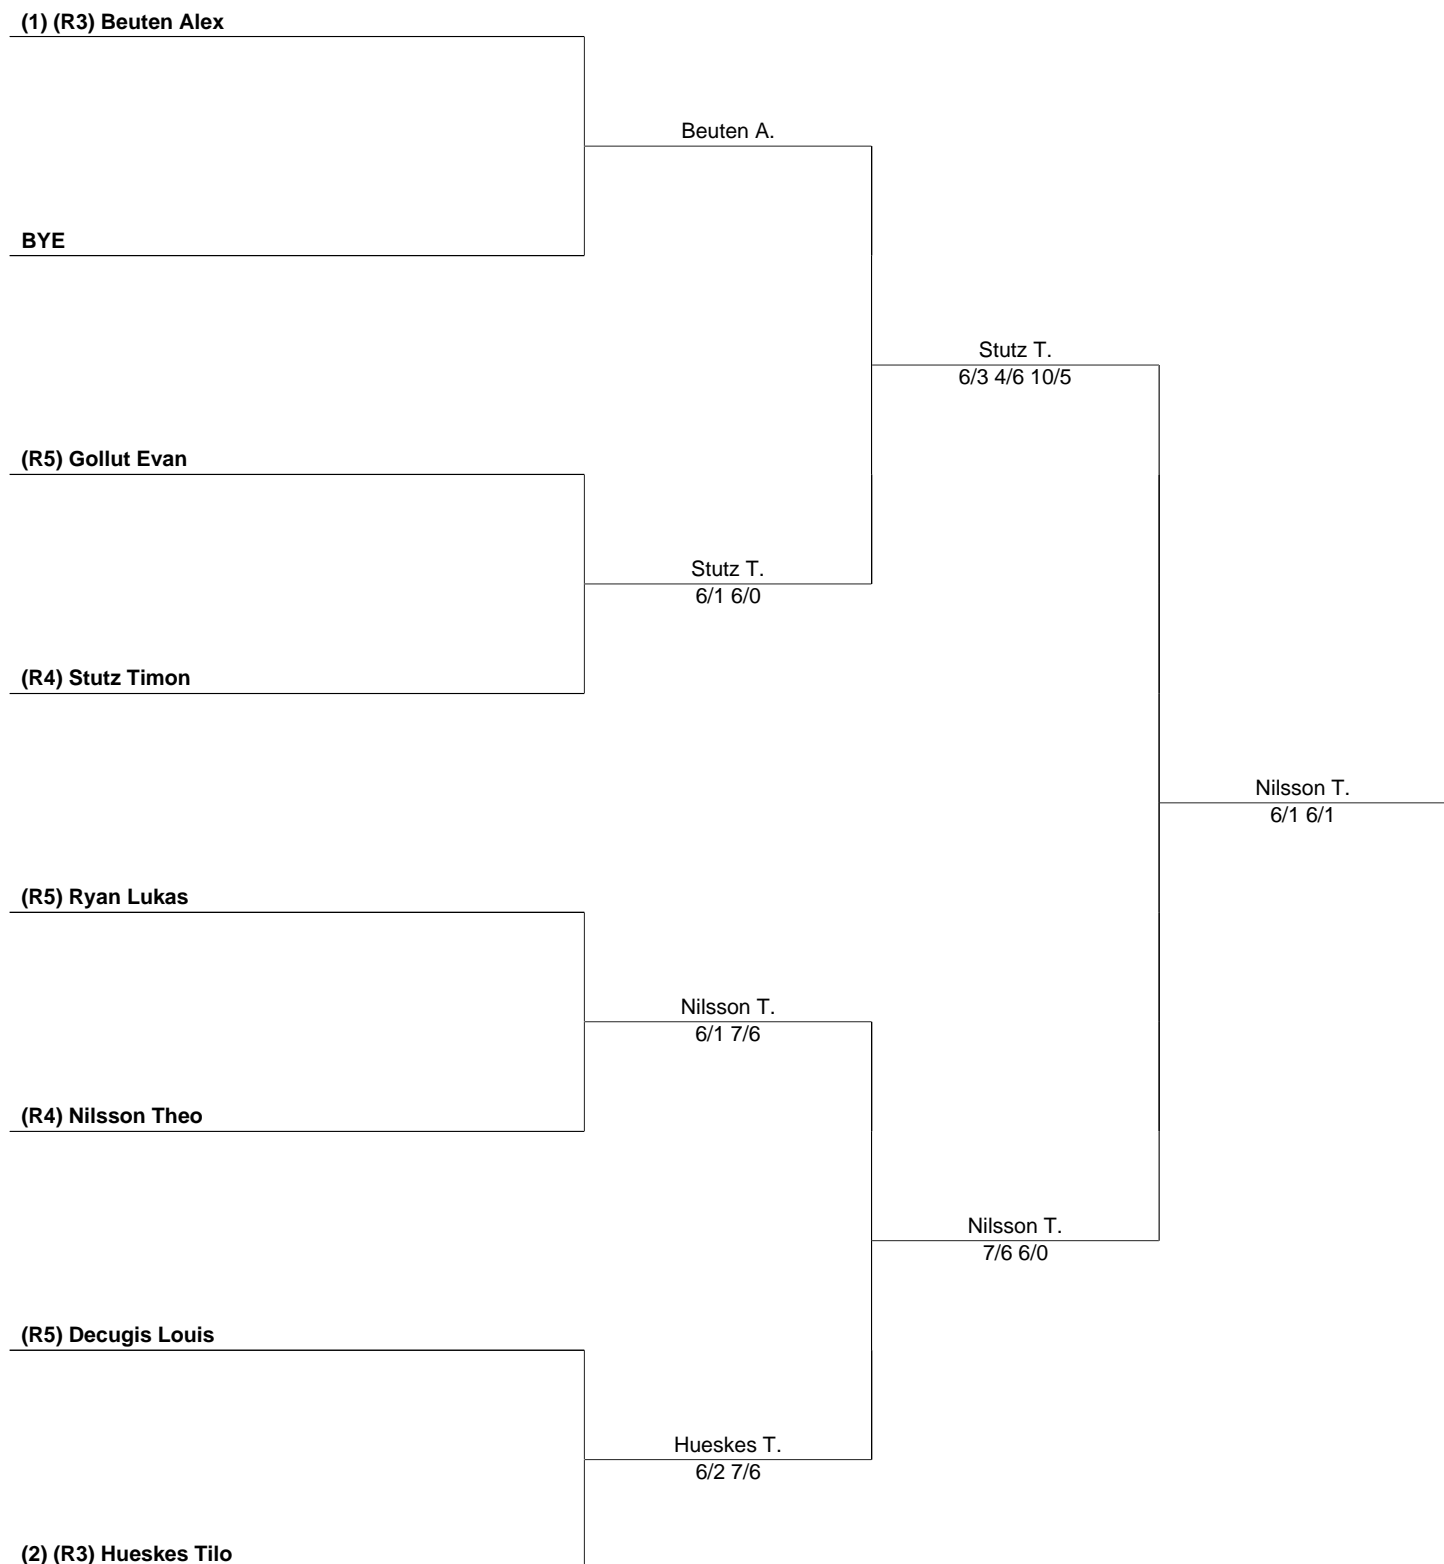 (1) (R3) Beuten Alex
Beuten A.
BYE
Stutz T.
6/3 4/6 10/5
(R5) Gollut Evan
Stutz T.
6/1 6/0
(R4) Stutz Timon
Nilsson T.
6/1 6/1
(R5) Ryan Lukas
Nilsson T.
6/1 7/6
(R4) Nilsson Theo
Nilsson T.
7/6 6/0
(R5) Decugis Louis
Hueskes T.
6/2 7/6
(2) (R3) Hueskes Tilo